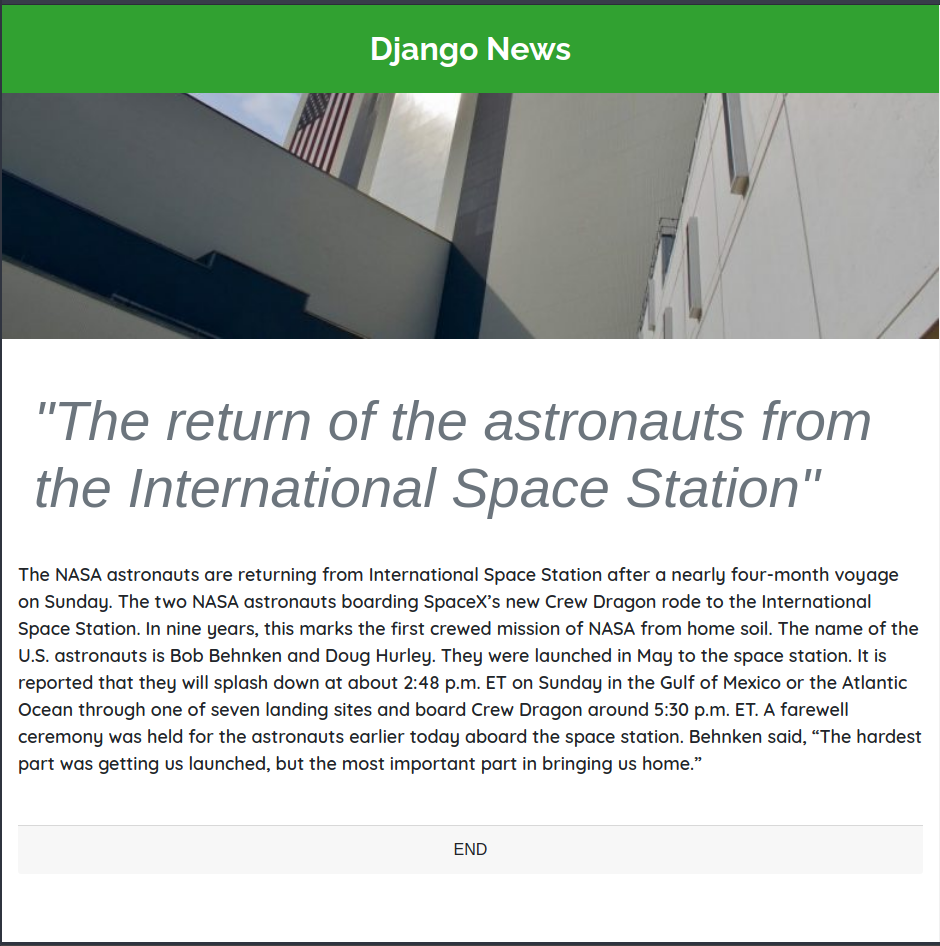 Django News
"The return of the astronauts from
the International Space Station"
The NASA astronauts are returning from International Space Station after a nearly four-month voyage
on Sunday. The two NASA astronauts boarding SpaceX’s new Crew Dragon rode to the International
Space Station. In nine years, this marks the first crewed mission of NASA from home soil. The name of the
U.S. astronauts is Bob Behnken and Doug Hurley. They were launched in May to the space station. It is
reported that they will splash down at about 2:48 p.m. ET on Sunday in the Gulf of Mexico or the Atlantic
Ocean through one of seven landing sites and board Crew Dragon around 5:30 p.m. ET. A farewell
ceremony was held for the astronauts earlier today aboard the space station. Behnken said, “The hardest
part was getting us launched, but the most important part in bringing us home.”
END